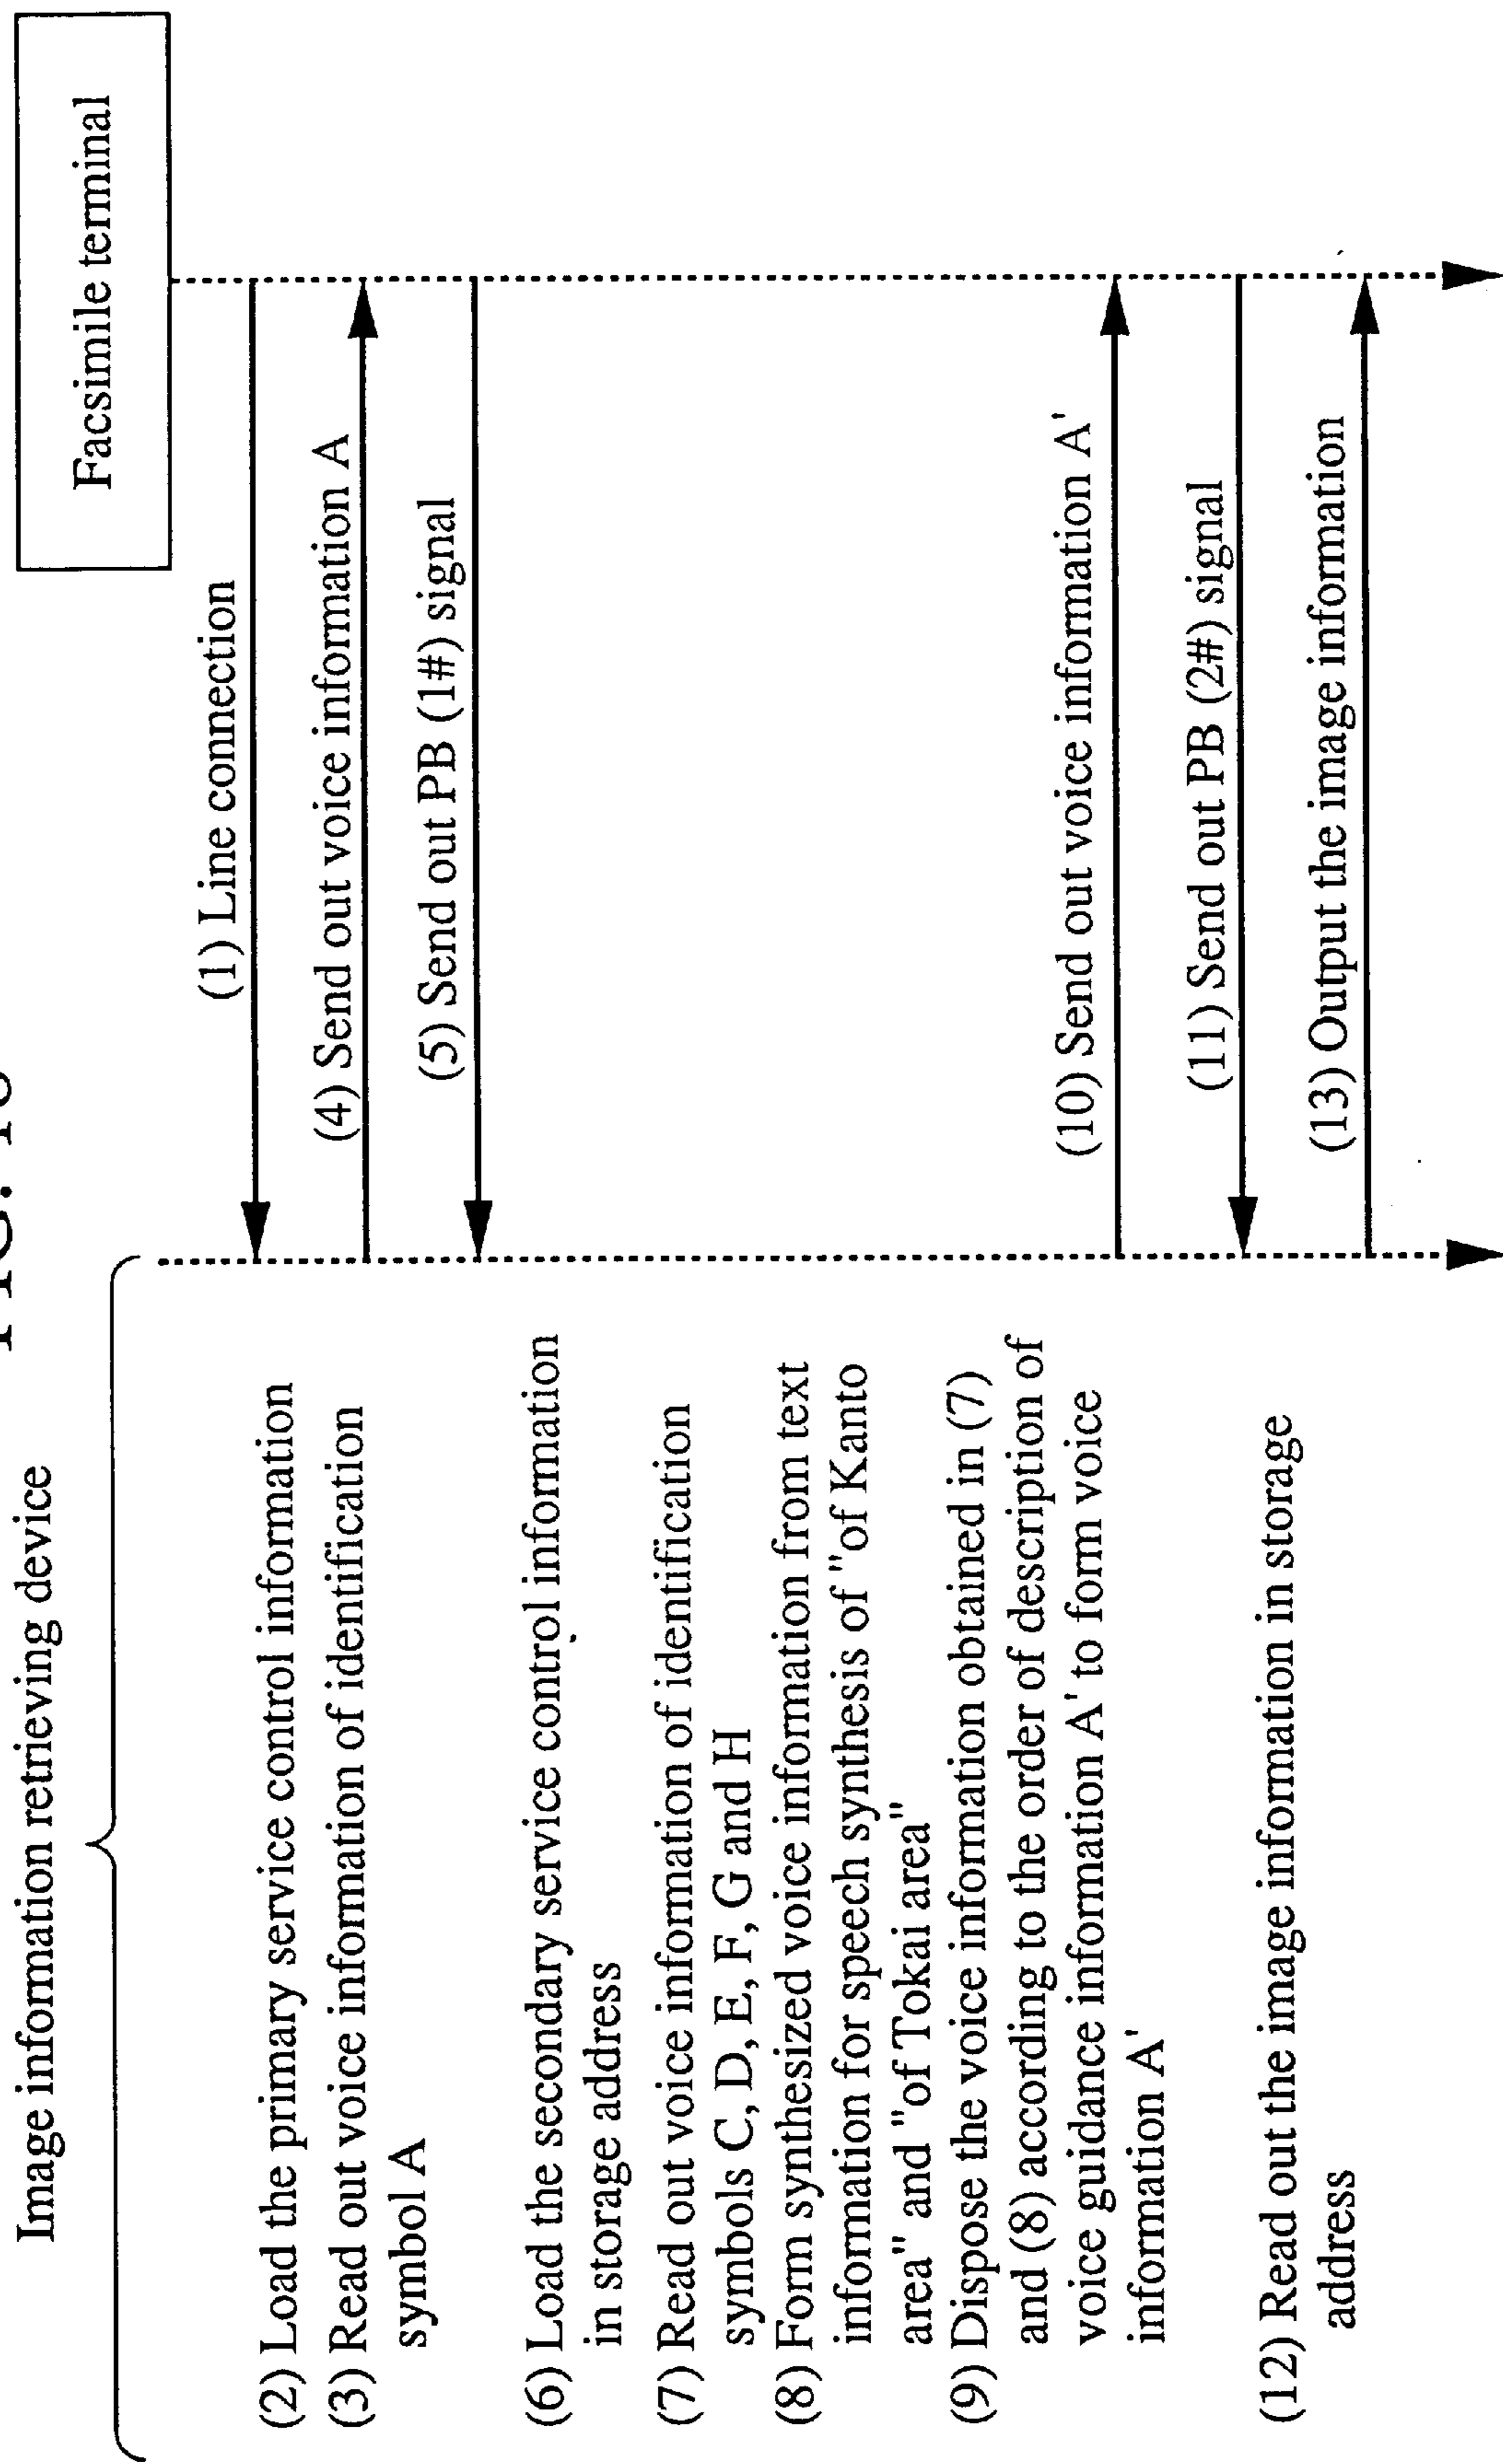 Image information retrieving device
Facsimile terminal
(1) Line connection
(2) Load the primary service control information
(3) Read out voice information of identification
symbol A
(4) Send out voice information A
(5) Send out PB (1#) signal
(6) Load the secondary service control information
in storage address
(7) Read out voice information of identification
symbols C, D, E, F, G and H
(8) Form synthesized voice information from text
information for speech synthesis of "of Kanto
area" and "of Tokai area"
(9) Dispose the voice information obtained in (7)
and (8) according to the order of description of
voice guidance information A' to form voice
information A'
(10) Send out voice information A'
(11) Send out PB (2#) signal
(12) Read out the image information in storage
address
(13) Output the image information